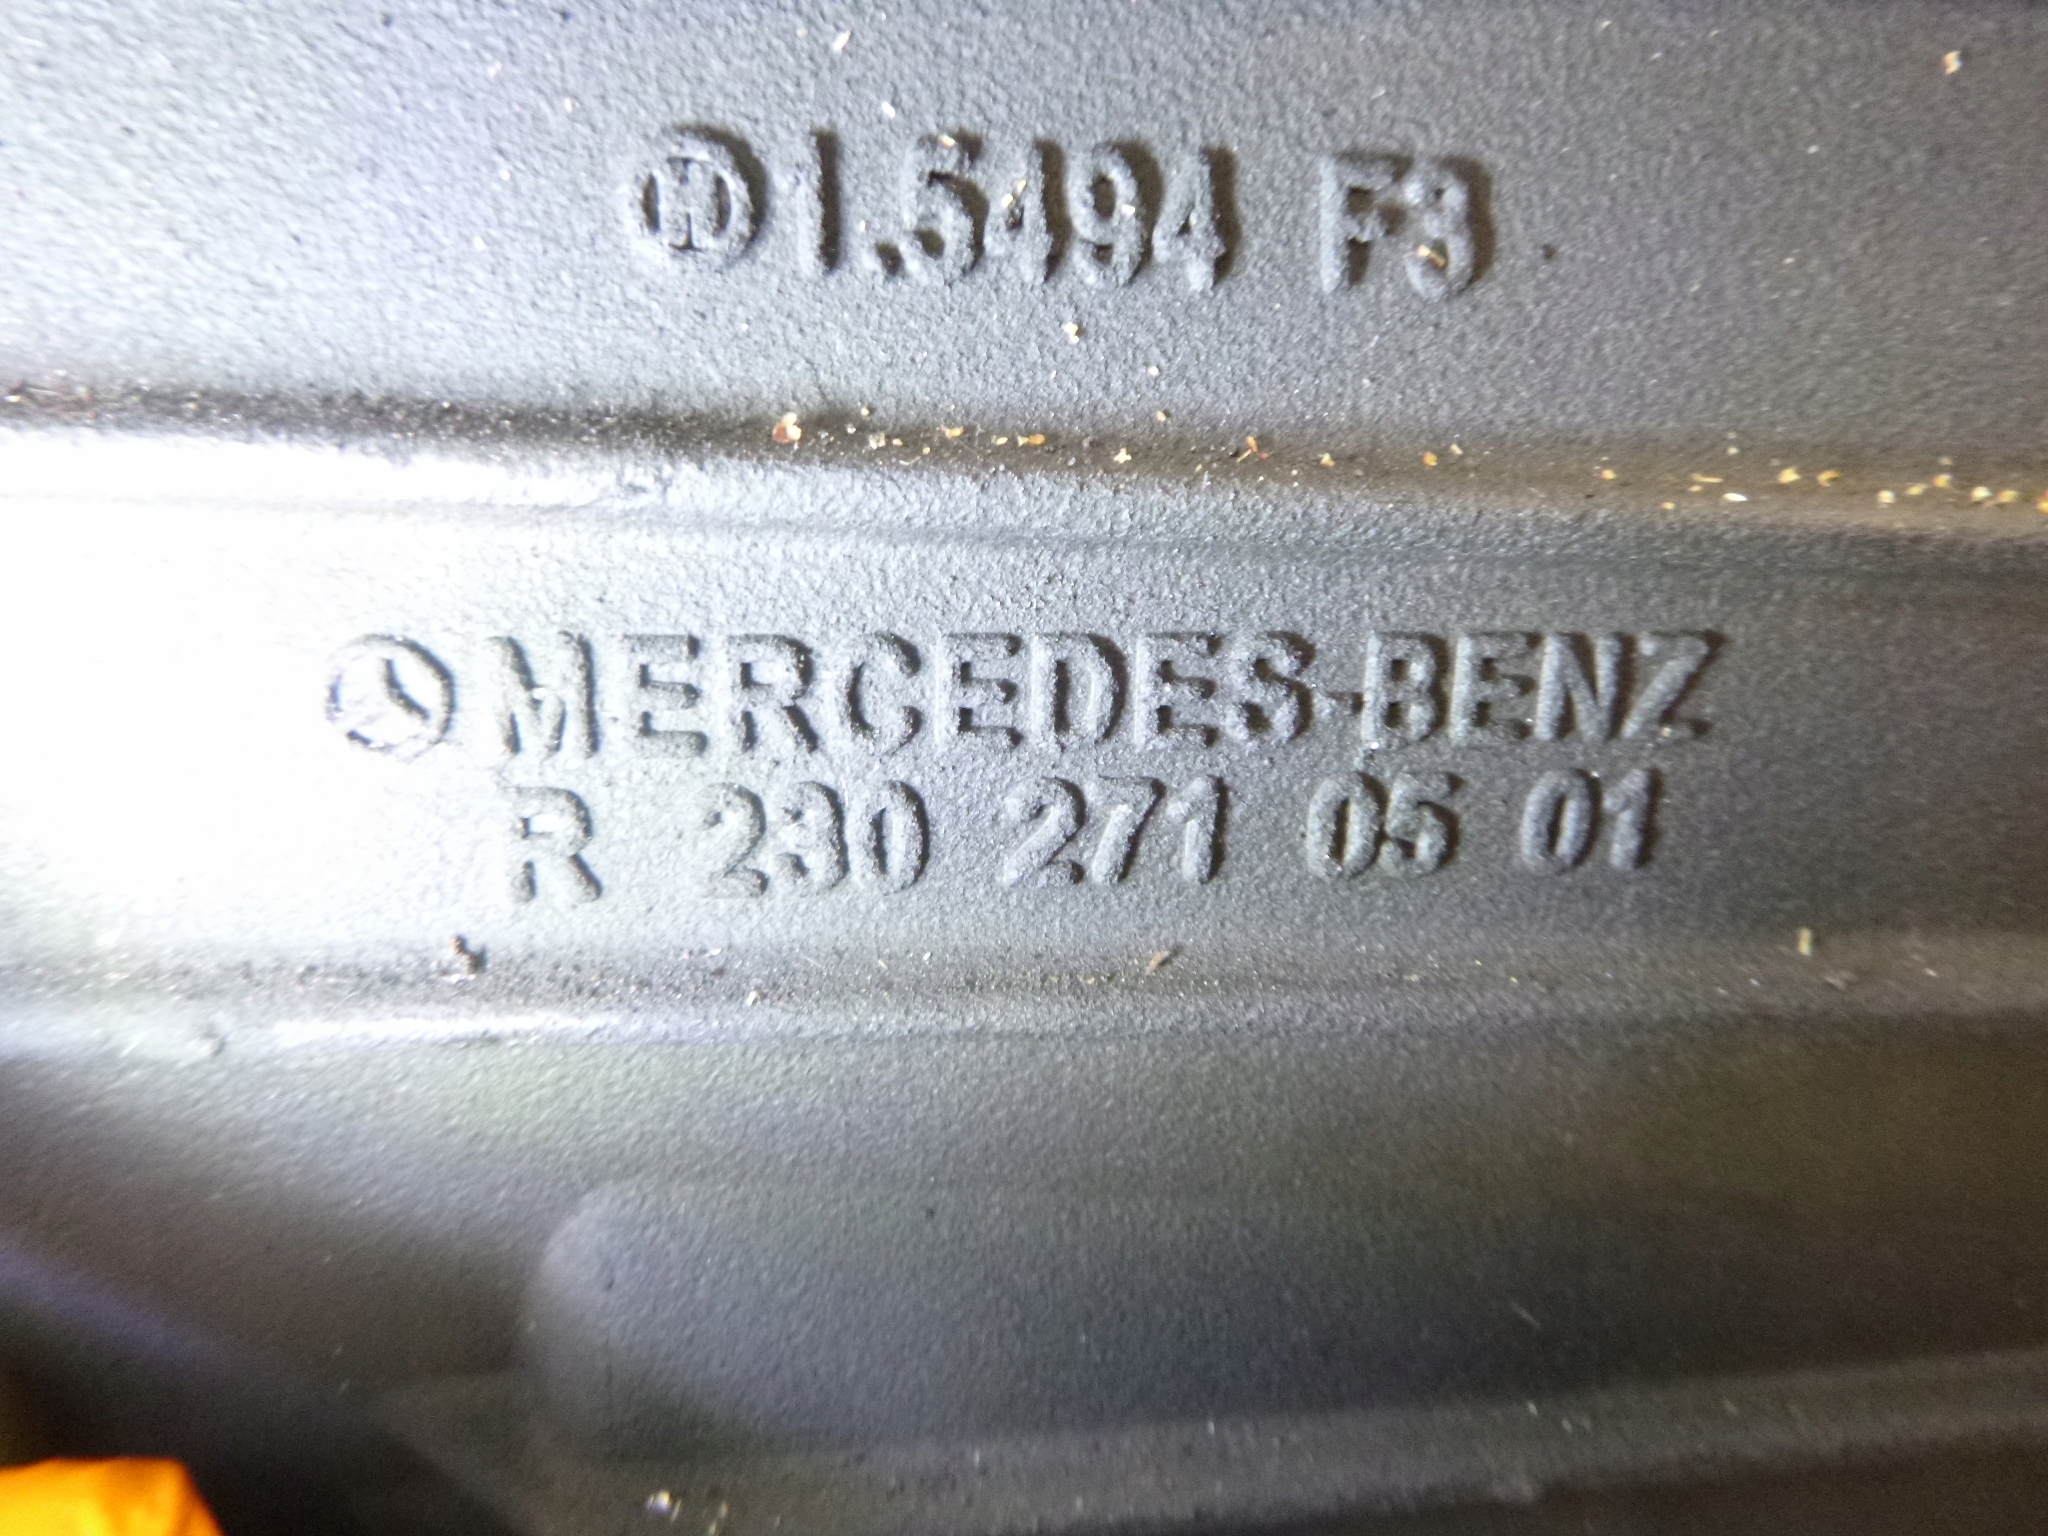 H 1.5494 F3
MERCEDES-BENZ
R 230 271 05 01